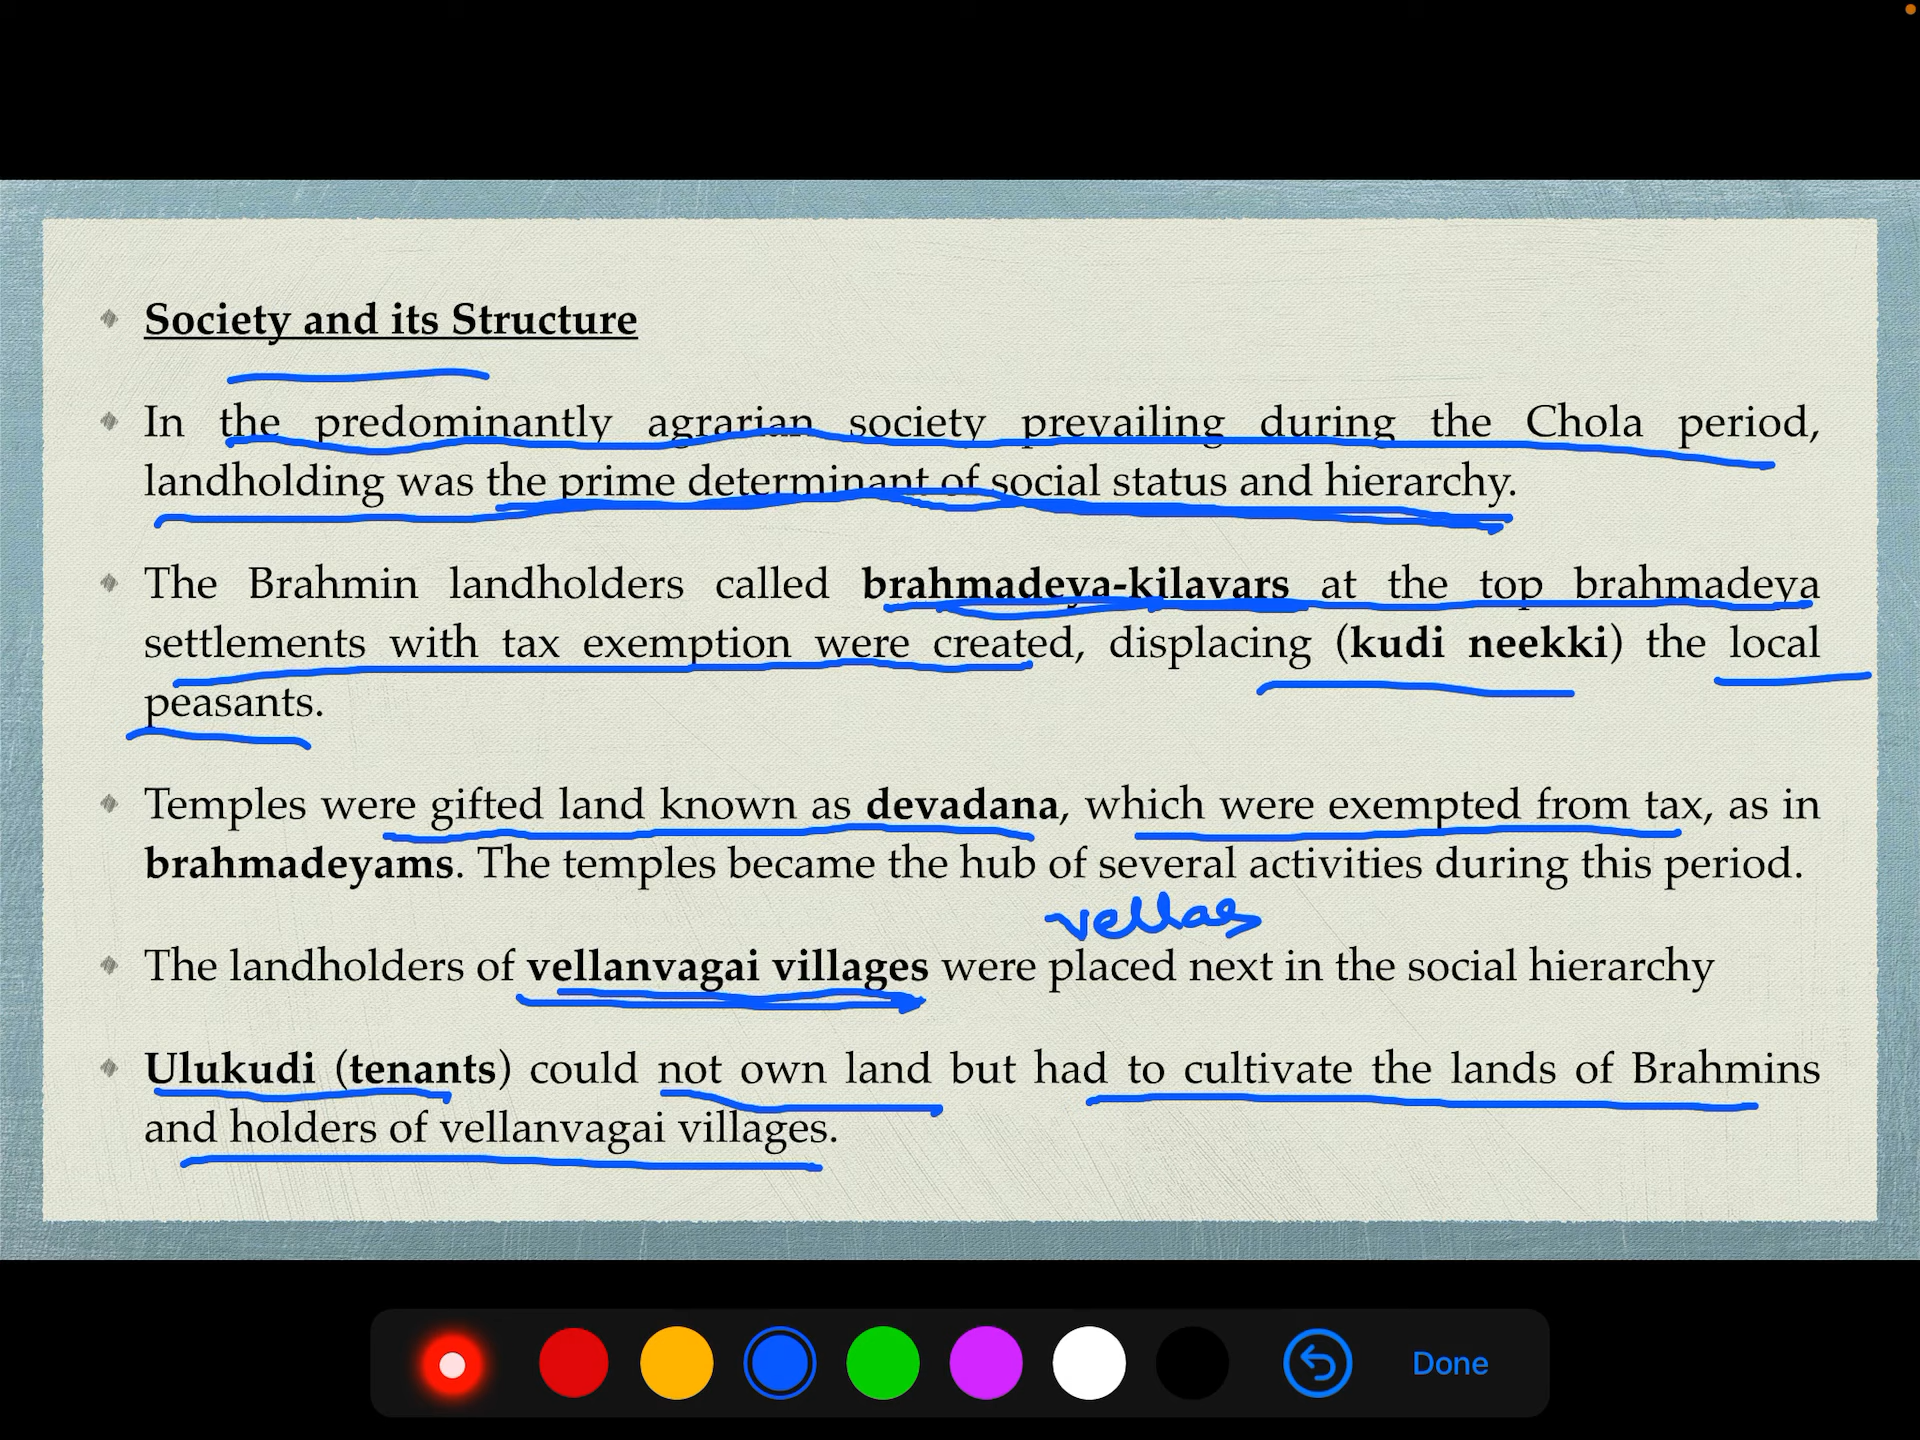 Society and its Structure
In the predominantly agrarian society prevailing during the Chola period,
landholding was the prime determinant of social status and hierarchy.
The Brahmin landholders called brahmadeya-kilavars at the top brahmadeya
settlements with tax exemption were created, displacing (kudi neekki) the local
peasants.
Temples were gifted land known as devadana, which were exempted from tax, as in
brahmadeyams. The temples became the hub of several activities during this period.
The landholders of vellanvagai villages were placed next in the social hierarchy
Ulukudi (tenants) could not own land but had to cultivate the lands of Brahmins
and holders of vellanvagai villages.
Done